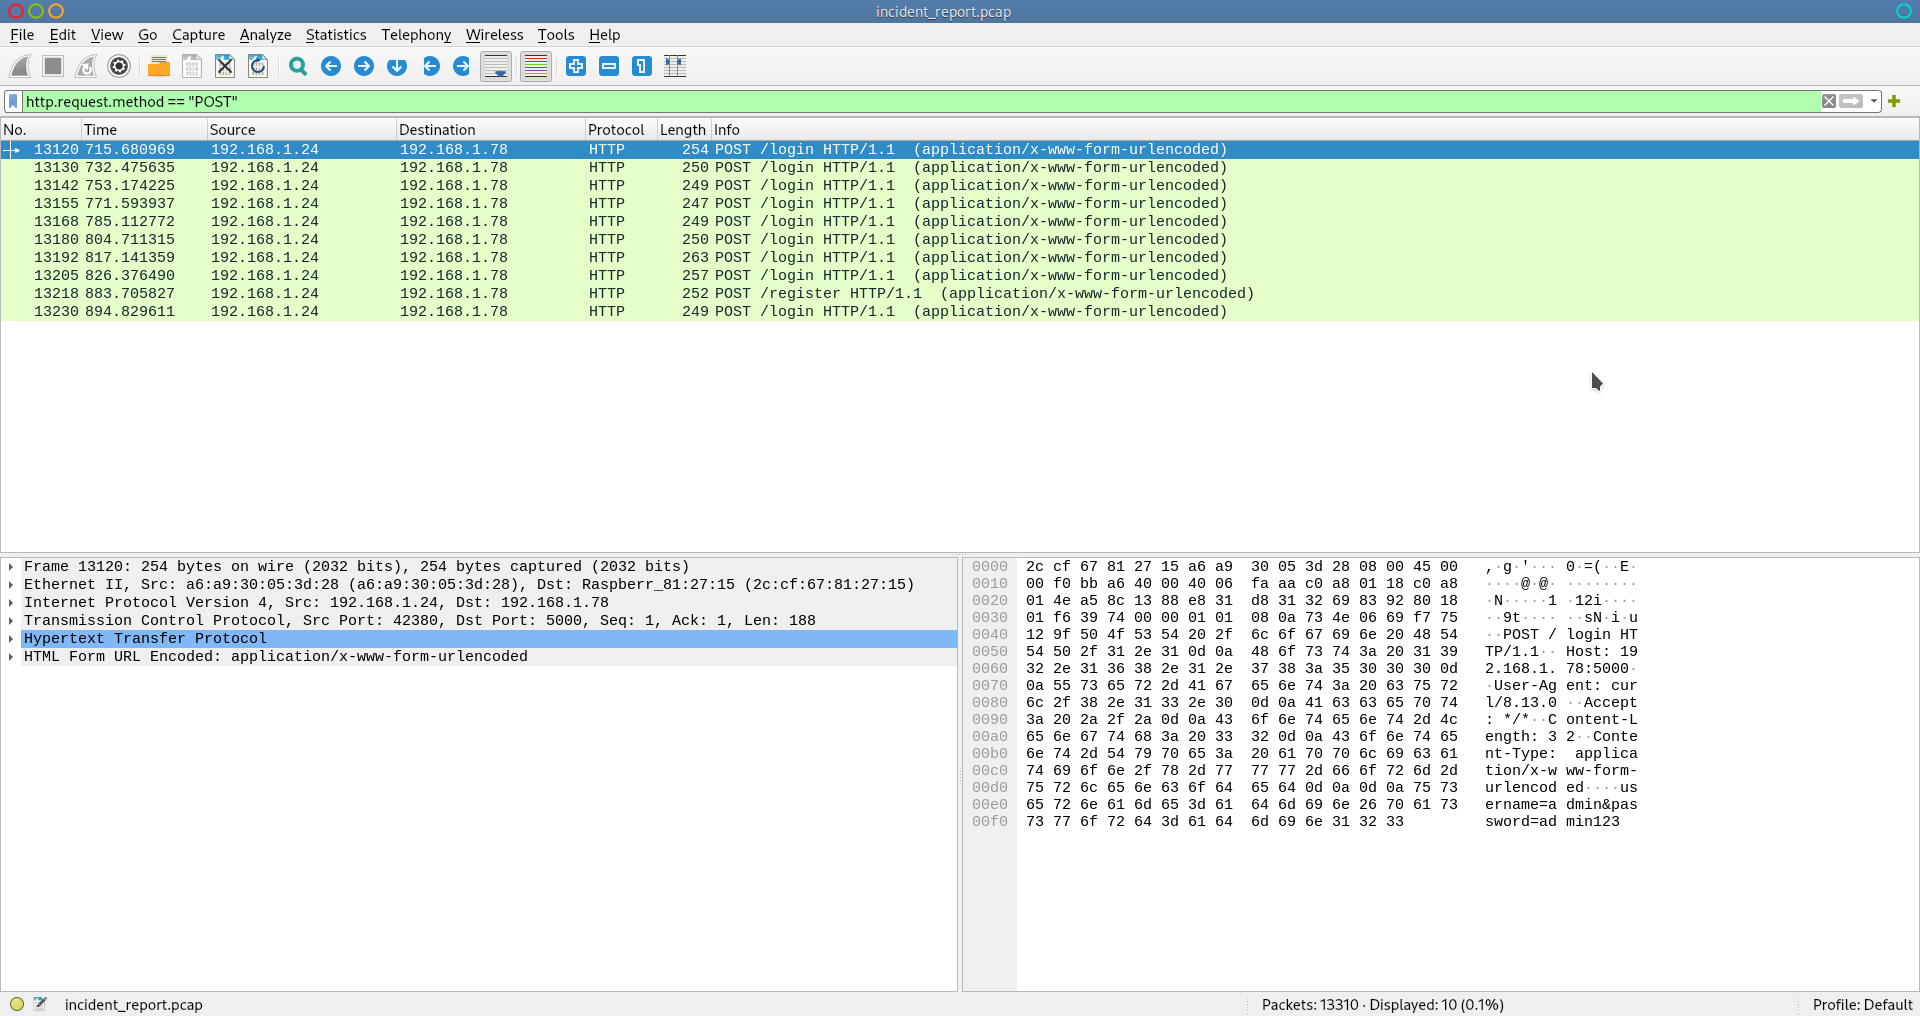 incident_report.pcap
File Edit View Go Capture Analyze Statistics Telephony Wireless Tools Help
http.request.method == "POST"
No. Time Source Destination Protocol Length Info
13120 715.680969 192.168.1.24 192.168.1.78 HTTP 254 POST /login HTTP/1.1 (application/x-www-form-urlencoded)
13130 732.475635 192.168.1.24 192.168.1.78 HTTP 250 POST /login HTTP/1.1 (application/x-www-form-urlencoded)
13142 753.174225 192.168.1.24 192.168.1.78 HTTP 249 POST /login HTTP/1.1 (application/x-www-form-urlencoded)
13155 771.593937 192.168.1.24 192.168.1.78 HTTP 247 POST /login HTTP/1.1 (application/x-www-form-urlencoded)
13168 785.112772 192.168.1.24 192.168.1.78 HTTP 249 POST /login HTTP/1.1 (application/x-www-form-urlencoded)
13180 804.711315 192.168.1.24 192.168.1.78 HTTP 250 POST /login HTTP/1.1 (application/x-www-form-urlencoded)
13192 817.141359 192.168.1.24 192.168.1.78 HTTP 263 POST /login HTTP/1.1 (application/x-www-form-urlencoded)
13205 826.376490 192.168.1.24 192.168.1.78 HTTP 257 POST /login HTTP/1.1 (application/x-www-form-urlencoded)
13218 883.705827 192.168.1.24 192.168.1.78 HTTP 252 POST /register HTTP/1.1 (application/x-www-form-urlencoded)
13230 894.829611 192.168.1.24 192.168.1.78 HTTP 249 POST /login HTTP/1.1 (application/x-www-form-urlencoded)
Frame 13120: 254 bytes on wire (2032 bits), 254 bytes captured (2032 bits)
Ethernet II, Src: a6:a9:30:05:3d:28 (a6:a9:30:05:3d:28), Dst: Raspberr_81:27:15 (2c:cf:67:81:27:15)
Internet Protocol Version 4, Src: 192.168.1.24, Dst: 192.168.1.78
Transmission Control Protocol, Src Port: 42380, Dst Port: 5000, Seq: 1, Ack: 1, Len: 188
Hypertext Transfer Protocol
HTML Form URL Encoded: application/x-www-form-urlencoded
0000 2c cf 67 81 27 15 a6 a9 30 05 3d 28 08 00 45 00 ,·g·'··· 0·=(··E·
0010 00 f0 bb a6 40 00 40 06 fa aa c0 a8 01 18 c0 a8 ····@·@· ········
0020 01 4e a5 8c 13 88 e8 31 d8 31 32 69 83 92 80 18 ·N·····1 ·12i····
0030 01 f6 39 74 00 00 01 01 08 0a 73 4e 06 69 f7 75 ··9t···· ··sN·i·u
0040 12 9f 50 4f 53 54 20 2f 6c 6f 67 69 6e 20 48 54 ··POST / login HT
0050 54 50 2f 31 2e 31 0d 0a 48 6f 73 74 3a 20 31 39 TP/1.1·· Host: 19
0060 32 2e 31 36 38 2e 31 2e 37 38 3a 35 30 30 30 0d 2.168.1. 78:5000·
0070 0a 55 73 65 72 2d 41 67 65 6e 74 3a 20 63 75 72 ·User-Ag ent: cur
0080 6c 2f 38 2e 31 33 2e 30 0d 0a 41 63 63 65 70 74 l/8.13.0 ··Accept
0090 3a 20 2a 2f 2a 0d 0a 43 6f 6e 74 65 6e 74 2d 4c : */*··C ontent-L
00a0 65 6e 67 74 68 3a 20 33 32 0d 0a 43 6f 6e 74 65 ength: 3 2··Conte
00b0 6e 74 2d 54 79 70 65 3a 20 61 70 70 6c 69 63 61 nt-Type:  applica
00c0 74 69 6f 6e 2f 78 2d 77 77 77 2d 66 6f 72 6d 2d tion/x-w ww-form-
00d0 75 72 6c 65 6e 63 6f 64 65 64 0d 0a 0d 0a 75 73 urlencod ed····us
00e0 65 72 6e 61 6d 65 3d 61 64 6d 69 6e 26 70 61 73 ername=a dmin&pas
00f0 73 77 6f 72 64 3d 61 64 6d 69 6e 31 32 33 sword=ad min123
incident_report.pcap Packets: 13310 · Displayed: 10 (0.1%) Profile: Default